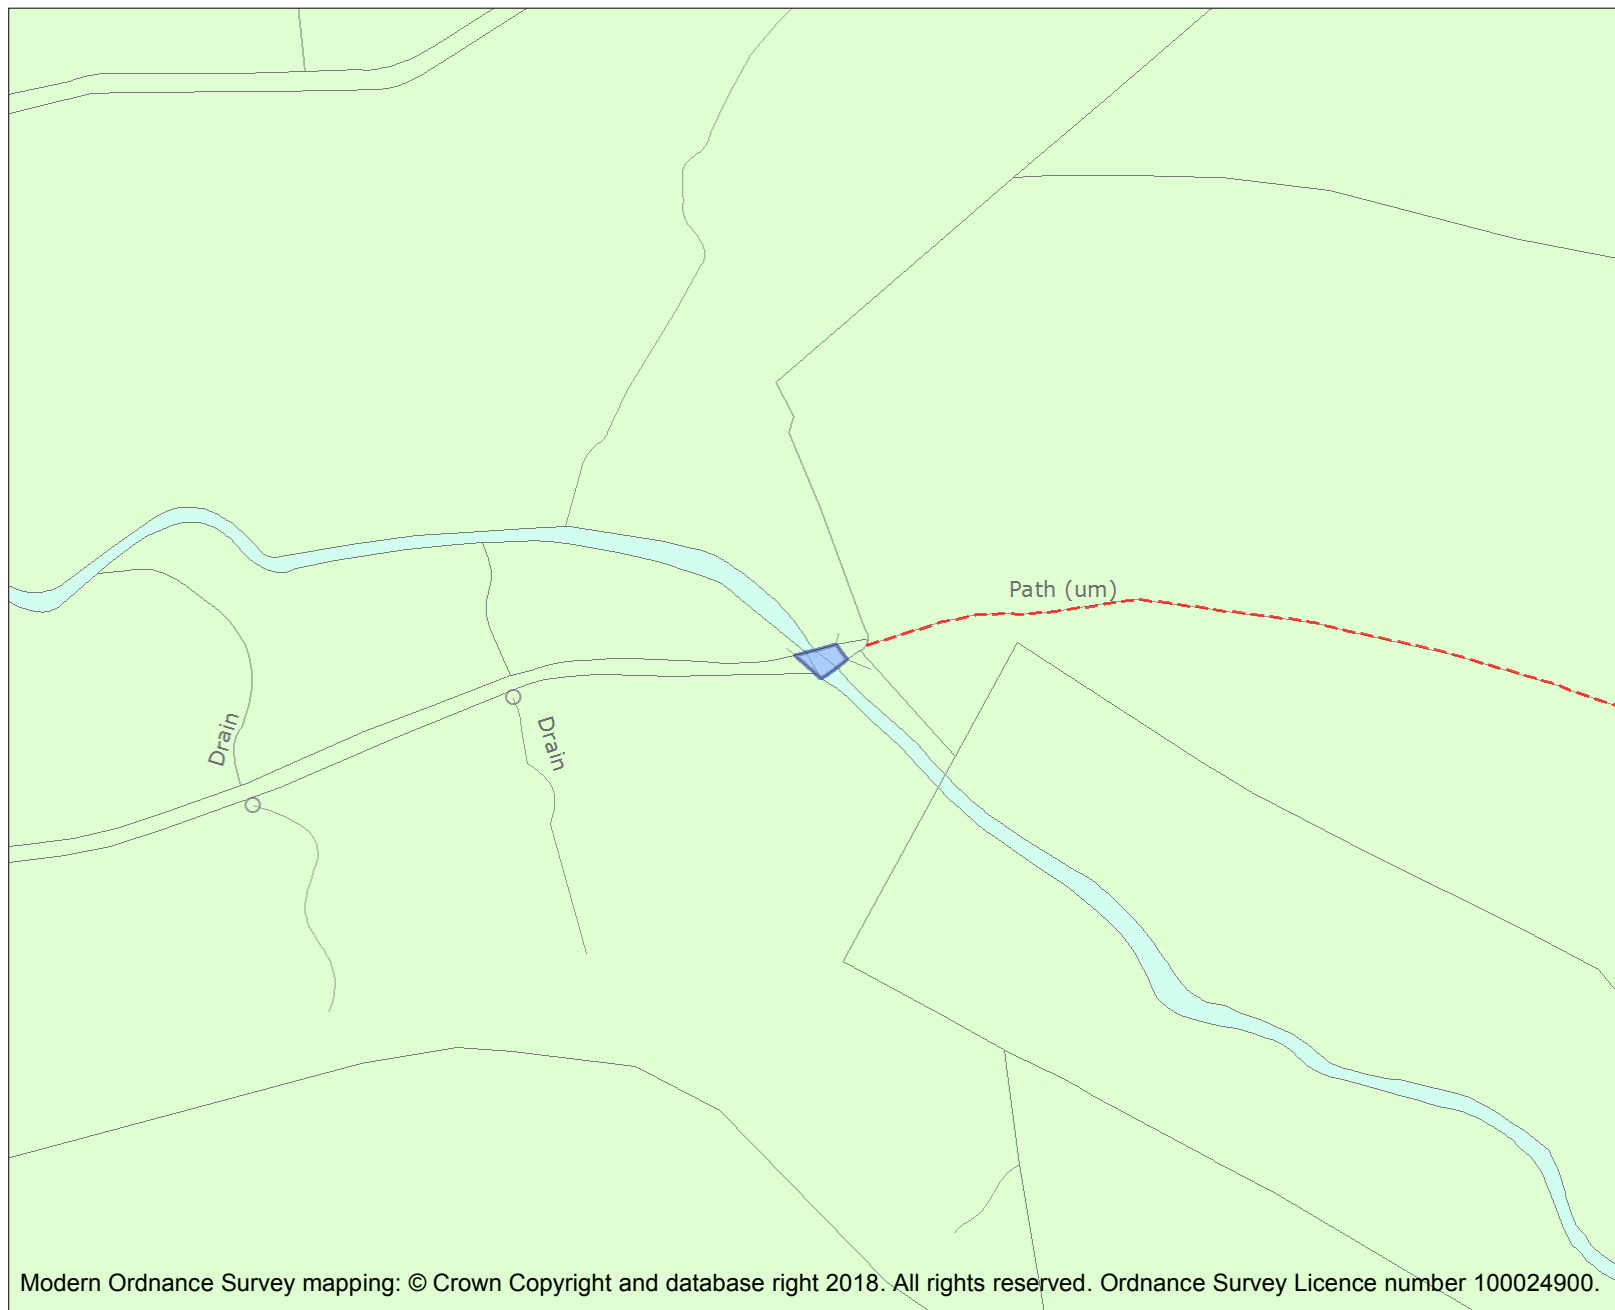 Path (um)
Drain
Drain
Modern Ordnance Survey mapping: © Crown Copyright and database right 2018. All rights reserved. Ordnance Survey Licence number 100024900.